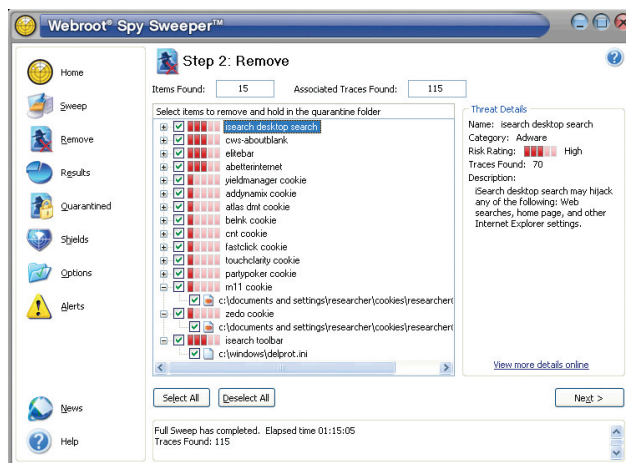 Webroot® Spy Sweeper™
Home
Sweep
Remove
Results
Quarantined
Shields
Options
Alerts
News
Help
Step 2: Remove
Items Found: 15 Associated Traces Found: 115
Select items to remove and hold in the quarantine folder
isearch desktop search
cws-aboutblank
elitebar
abetterinternet
yieldmanager cookie
addynamix cookie
atlas dmt cookie
belnk cookie
cnt cookie
fastclick cookie
touchclarity cookie
partypoker cookie
rn11 cookie
c:\documents and settings\researcher\cookies\researcher(
zedo cookie
c:\documents and settings\researcher\cookies\researcher(
isearch toolbar
c:\windows\delprot.ini
Threat Details
Name: isearch desktop search
Category: Adware
Risk Rating: High
Traces Found: 70
Description:
iSearch desktop search may hijack
any of the following: Web
searches, home page, and other
Internet Explorer settings.
View more details online
Select All
Deselect All
Next >
Full Sweep has completed. Elapsed time 01:15:05
Traces Found: 115